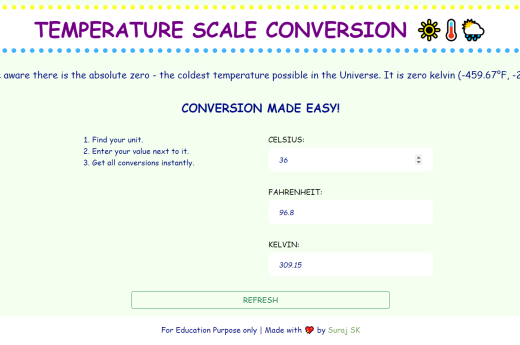 TEMPERATURE SCALE CONVERSION
aware there is the absolute zero - the coldest temperature possible in the Universe. It is zero kelvin (-459.67°F,
CONVERSION MADE EASY!
1. Find your unit.
2. Enter your value next to it.
3. Get all conversions instantly.
CELSIUS:
36
FAHRENHEIT:
96.8
KELVIN:
309.15
REFRESH
For Education Purpose only | Made with by Suraj SK